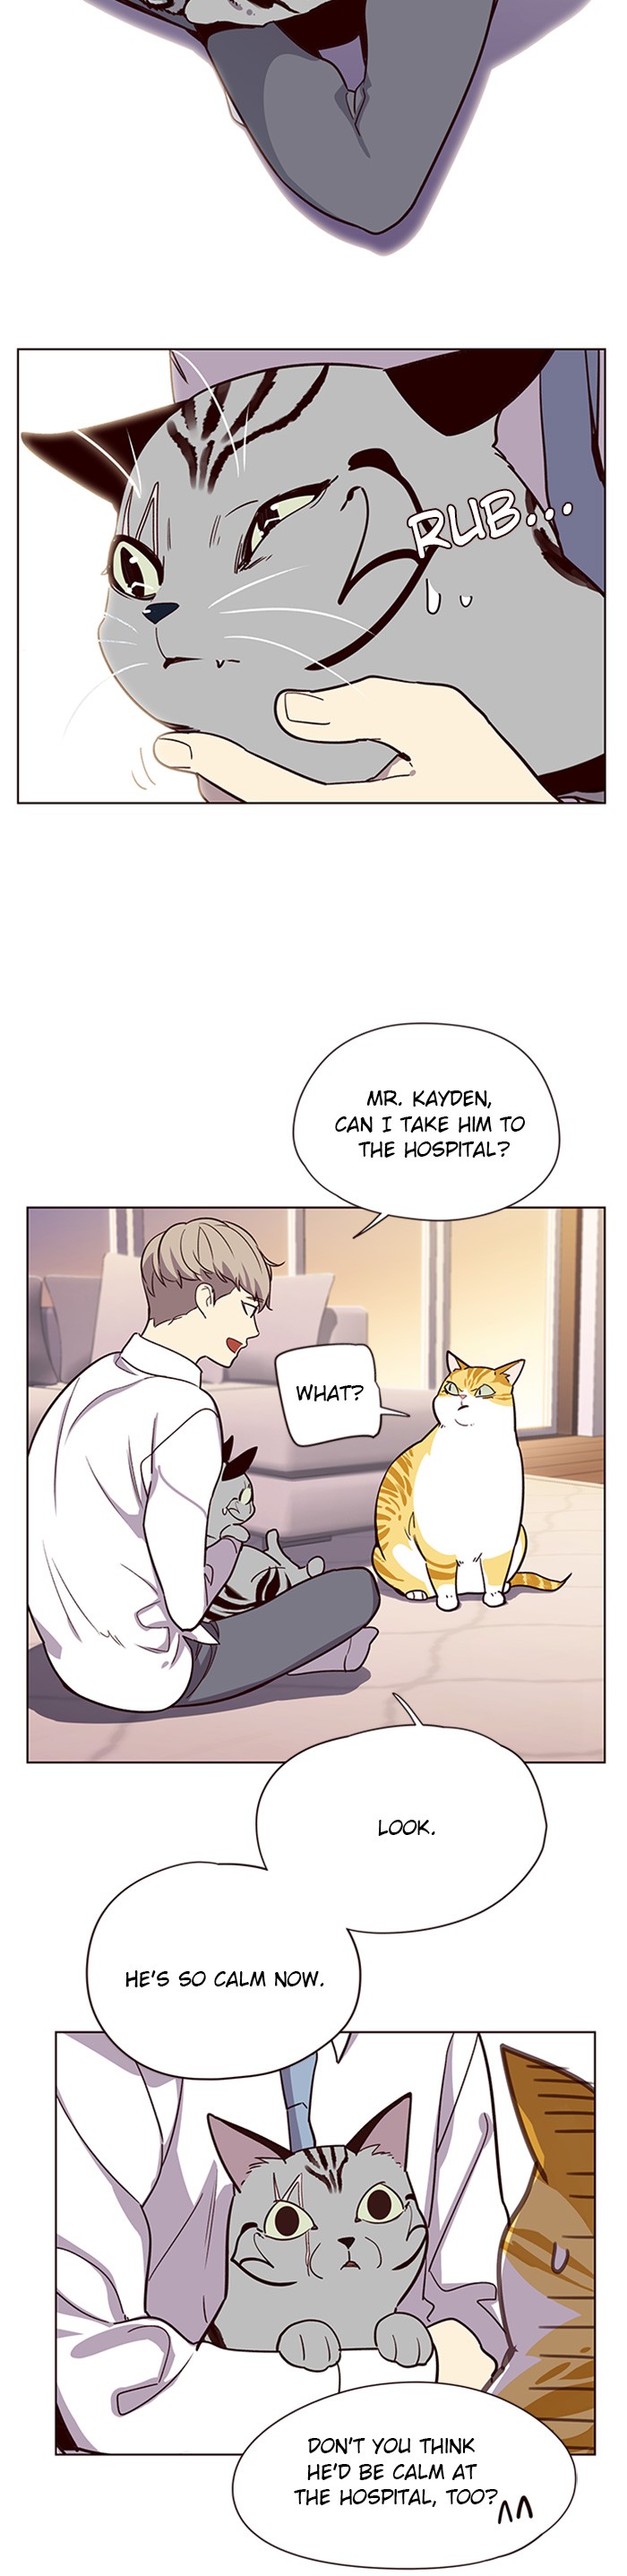 RUB...
MR. KAYDEN,
CAN I TAKE HIM TO
THE HOSPITAL?
WHAT?
LOOK.
HE'S SO CALM NOW.
DON'T YOU THINK
HE'D BE CALM AT
THE HOSPITAL, TOO? ^^